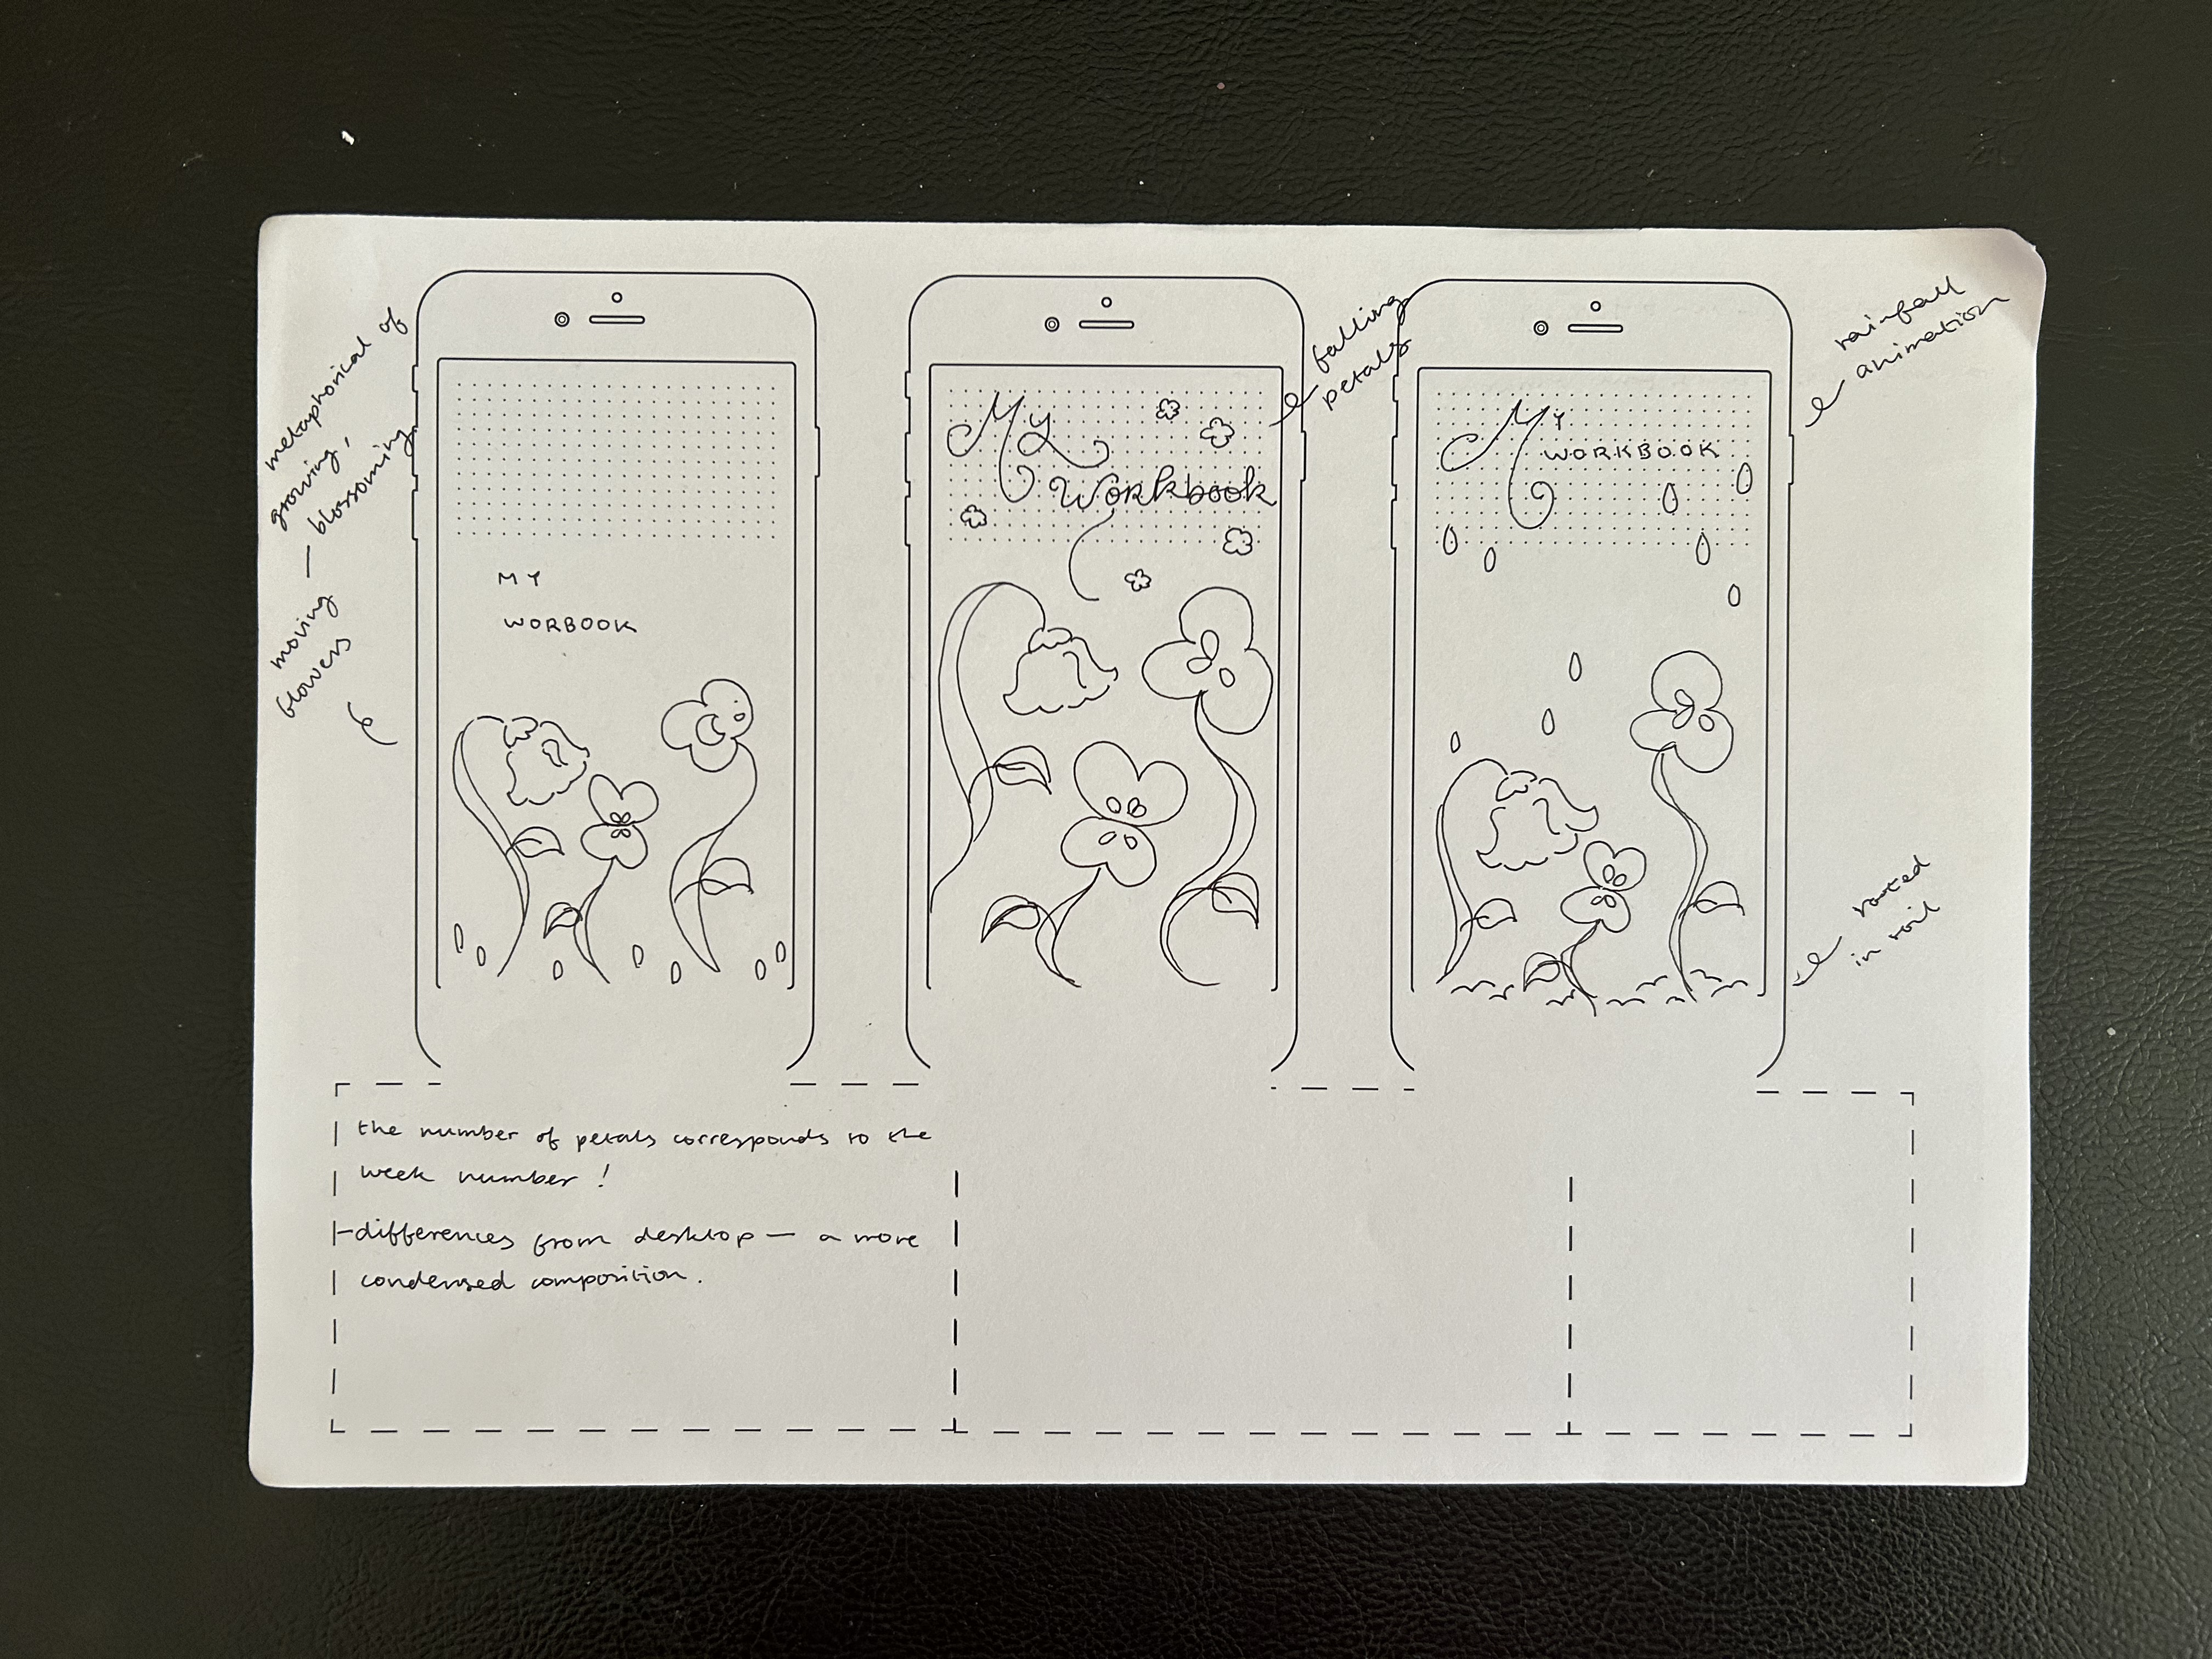 metaphorical of
growing,
moving — blossoming
flowers
MY
WORBOOK
My
Workbook
falling
petals
MY
WORKBOOK
rainfall
animation
rooted
in soil
the number of petals corresponds to the
week number !
- differences from desktop — a more
condensed composition.